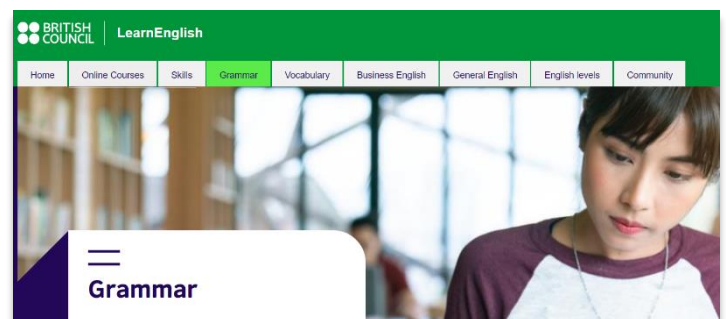 BRITISH
COUNCIL
LearnEnglish
Home Online Courses Skills Grammar Vocabulary Business English General English English levels Community
Grammar